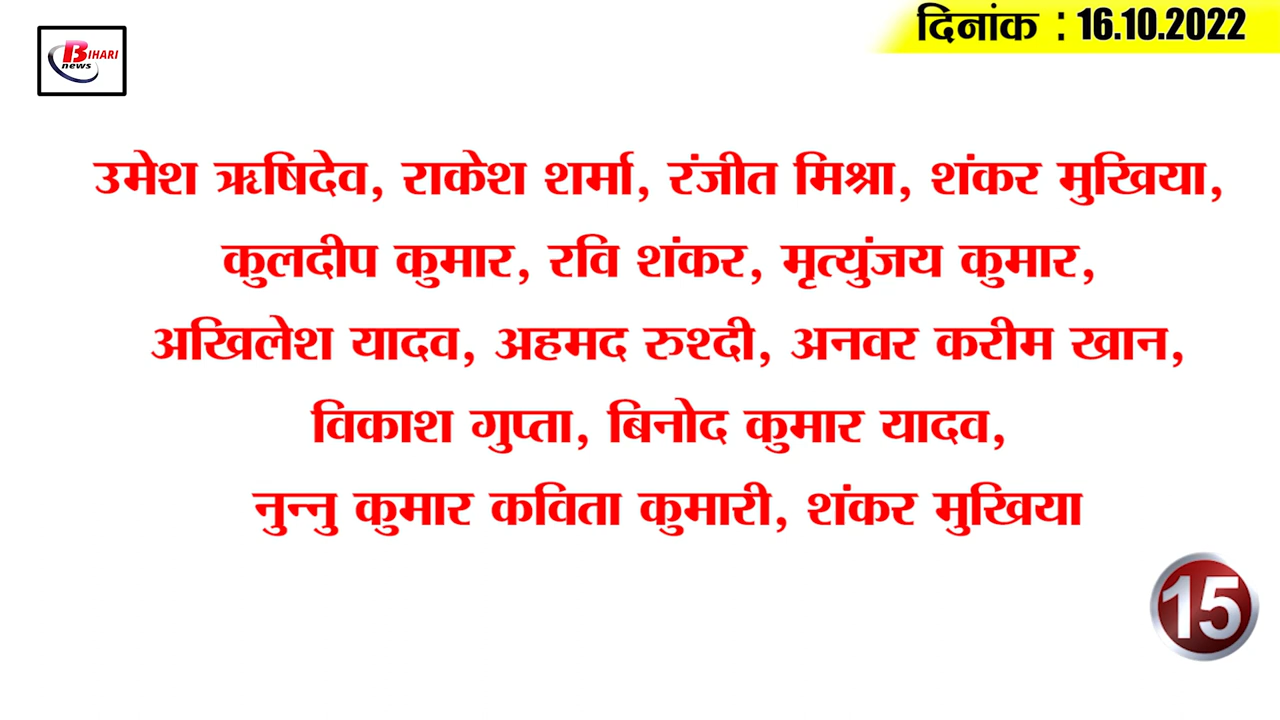 BIHARI
news
दिनांक : 16.10.2022
उमेश ऋषिदेव, राकेश शर्मा, रंजीत मिश्रा, शंकर मुखिया,
कुलदीप कुमार, रवि शंकर, मृत्युंजय कुमार,
अखिलेश यादव, अहमद रुश्दी, अनवर करीम खान,
विकाश गुप्ता, बिनोद कुमार यादव,
नुन्नु कुमार कविता कुमारी, शंकर मुखिया
15